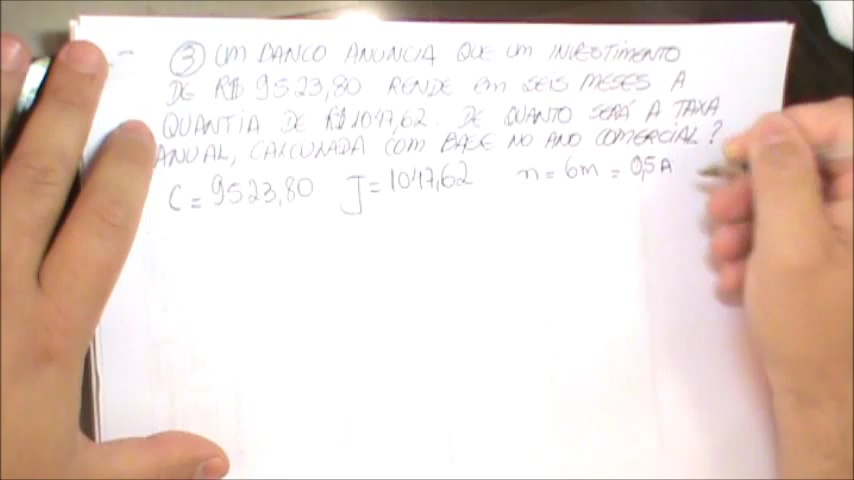 ③ UM BANCO ANUNCIA QUE UM INVESTIMENTO
DE R$ 9523,80 RENDE EM SEIS MESES A
QUANTIA DE R$ 1047,62. DE QUANTO SERÁ A TAXA
ANUAL, CALCULADA COM BASE NO ANO COMERCIAL?
C = 9523,80 J = 1047,62 n = 6m = 0,5 A